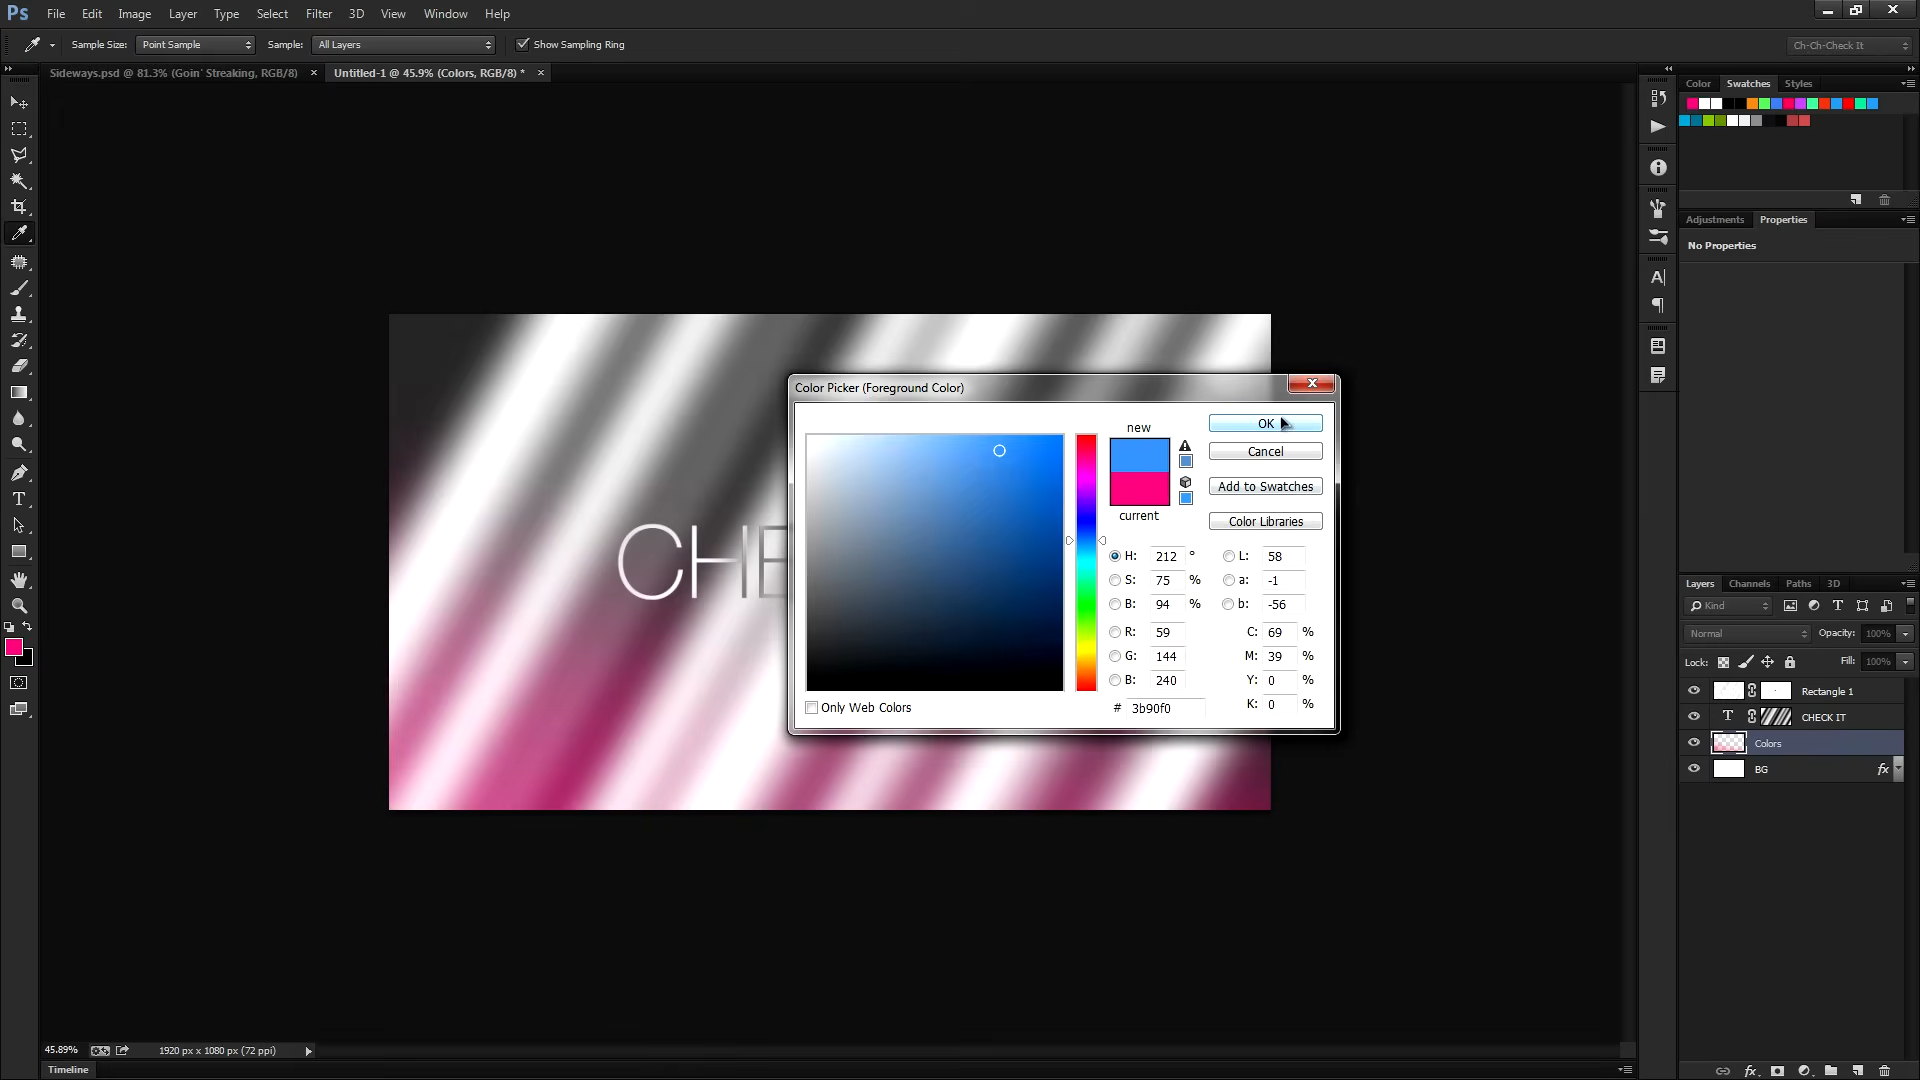 Ps File Edit Image Layer Type Select Filter 3D View Window Help
Sample Size: Point Sample Sample: All Layers Show Sampling Ring Ch-Ch-Check It
Sideways.psd @ 81.3% (Goin' Streaking, RGB/8) × Untitled-1 @ 45.9% (Colors, RGB/8) * ×
Color Swatches Styles
Adjustments Properties
No Properties
CHE
Color Picker (Foreground Color)
new
current
OK
Cancel
Add to Swatches
Color Libraries
H: 212 ° L: 58
S: 75 % a: -1
B: 94 % b: -56
R: 59 C: 69 %
G: 144 M: 39 %
B: 240 Y: 0 %
# 3b90f0 K: 0 %
Only Web Colors
Layers Channels Paths 3D
Kind
Normal Opacity: 100%
Lock: Fill: 100%
Rectangle 1
T CHECK IT
Colors
BG fx
45.89% 1920 px x 1080 px (72 ppi)
Timeline